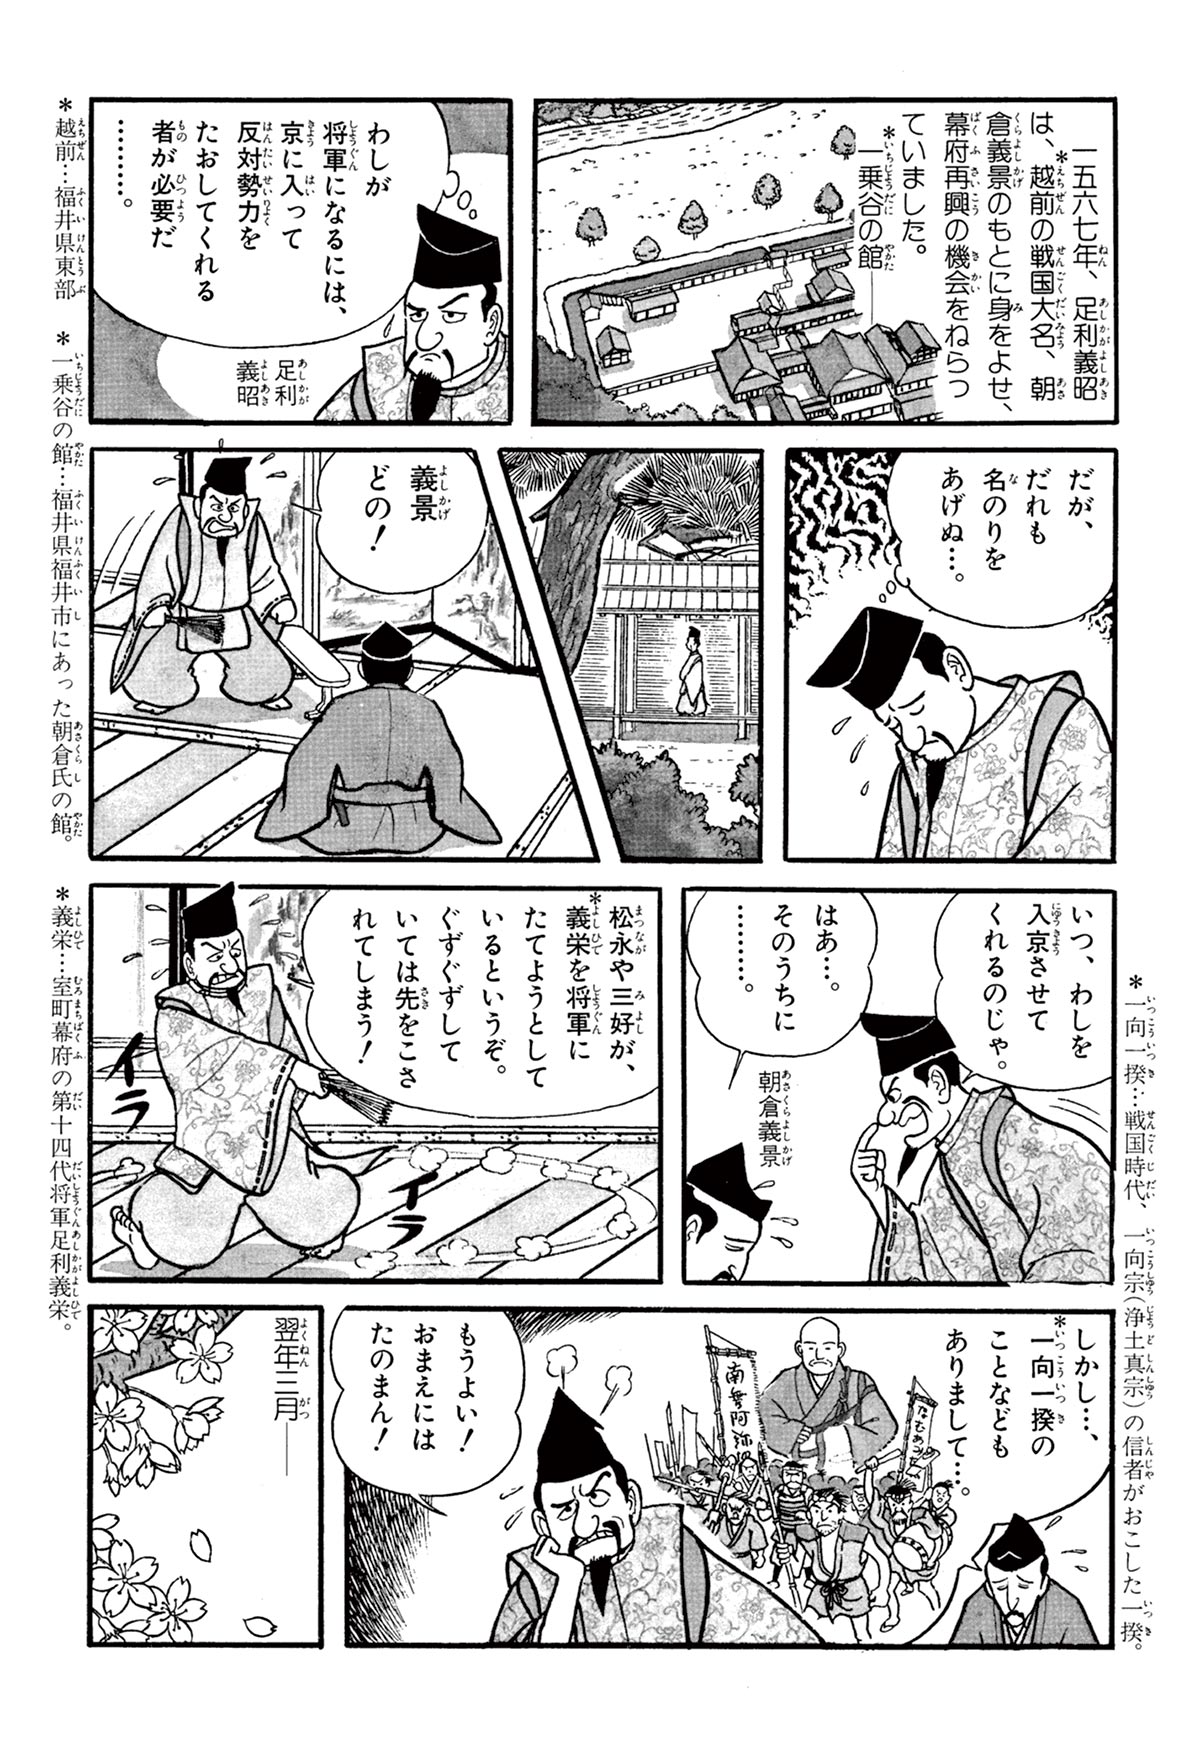 一五六七年、足利義昭
は、*越前の戦国大名、朝
倉義景のもとに身をよせ、
幕府再興の機会をねらっ
ていました。
*一乗谷の館――
わしが
将軍になるには、
京に入って
反対勢力を
たおしてくれる
者が必要だ
………。
足利
義昭
だが、
だれも
名のりを
あげぬ…。
義景
どの！
いつ、わしを
入京させて
くれるのじゃ。
はあ…。
そのうちに
………。
朝倉義景
松永や三好が、
*義栄を将軍に
たてようとして
いるというぞ。
ぐずぐずして
いては先をこさ
れてしまう！
イラ
イラ
しかし…、
*一向一揆の
ことなども
ありまして…。
南無阿弥
なむあみ
もうよい！
おまえには
たのまん！
翌年三月――
*一向一揆…戦国時代、一向宗（浄土真宗）の信者がおこした一揆。
*越前…福井県東部
*一乗谷の館…福井県福井市にあった朝倉氏の館。
*義栄…室町幕府の第十四代将軍足利義栄。